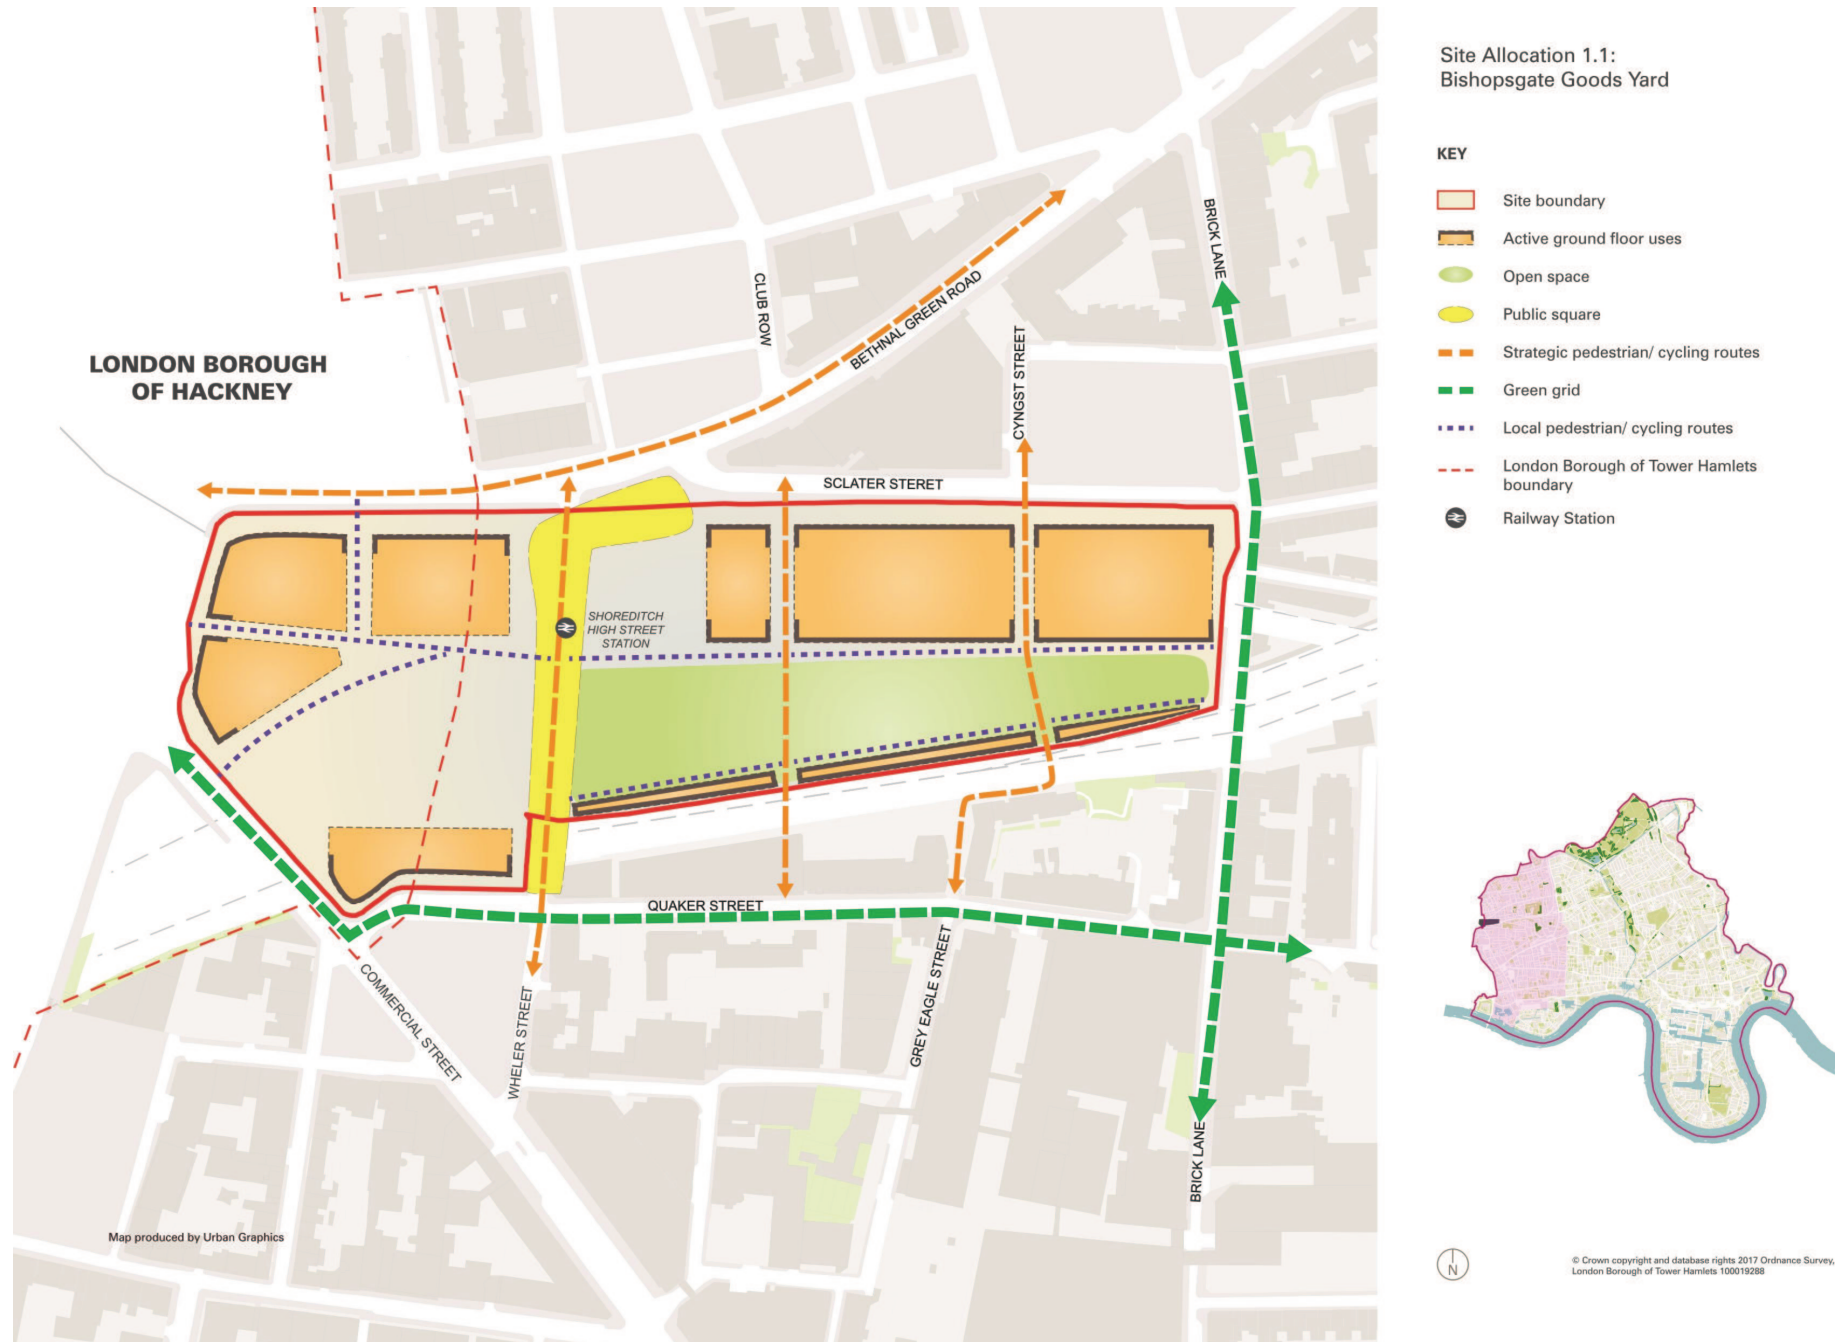 Site Allocation 1.1:
Bishopsgate Goods Yard
KEY
Site boundary
Active ground floor uses
Open space
Public square
Strategic pedestrian/ cycling routes
Green grid
Local pedestrian/ cycling routes
London Borough of Tower Hamlets
boundary
Railway Station
BRICK LANE
CLUB ROW
BETHNAL GREEN ROAD
CYNGST STREET
LONDON BOROUGH
OF HACKNEY
SCLATER STERET
SHOREDITCH
HIGH STREET
STATION
QUAKER STREET
COMMERCIAL STREET
WHELER STREET
GREY EAGLE STREET
BRICK LANE
Map produced by Urban Graphics
N
© Crown copyright and database rights 2017 Ordnance Survey,
London Borough of Tower Hamlets 100019288